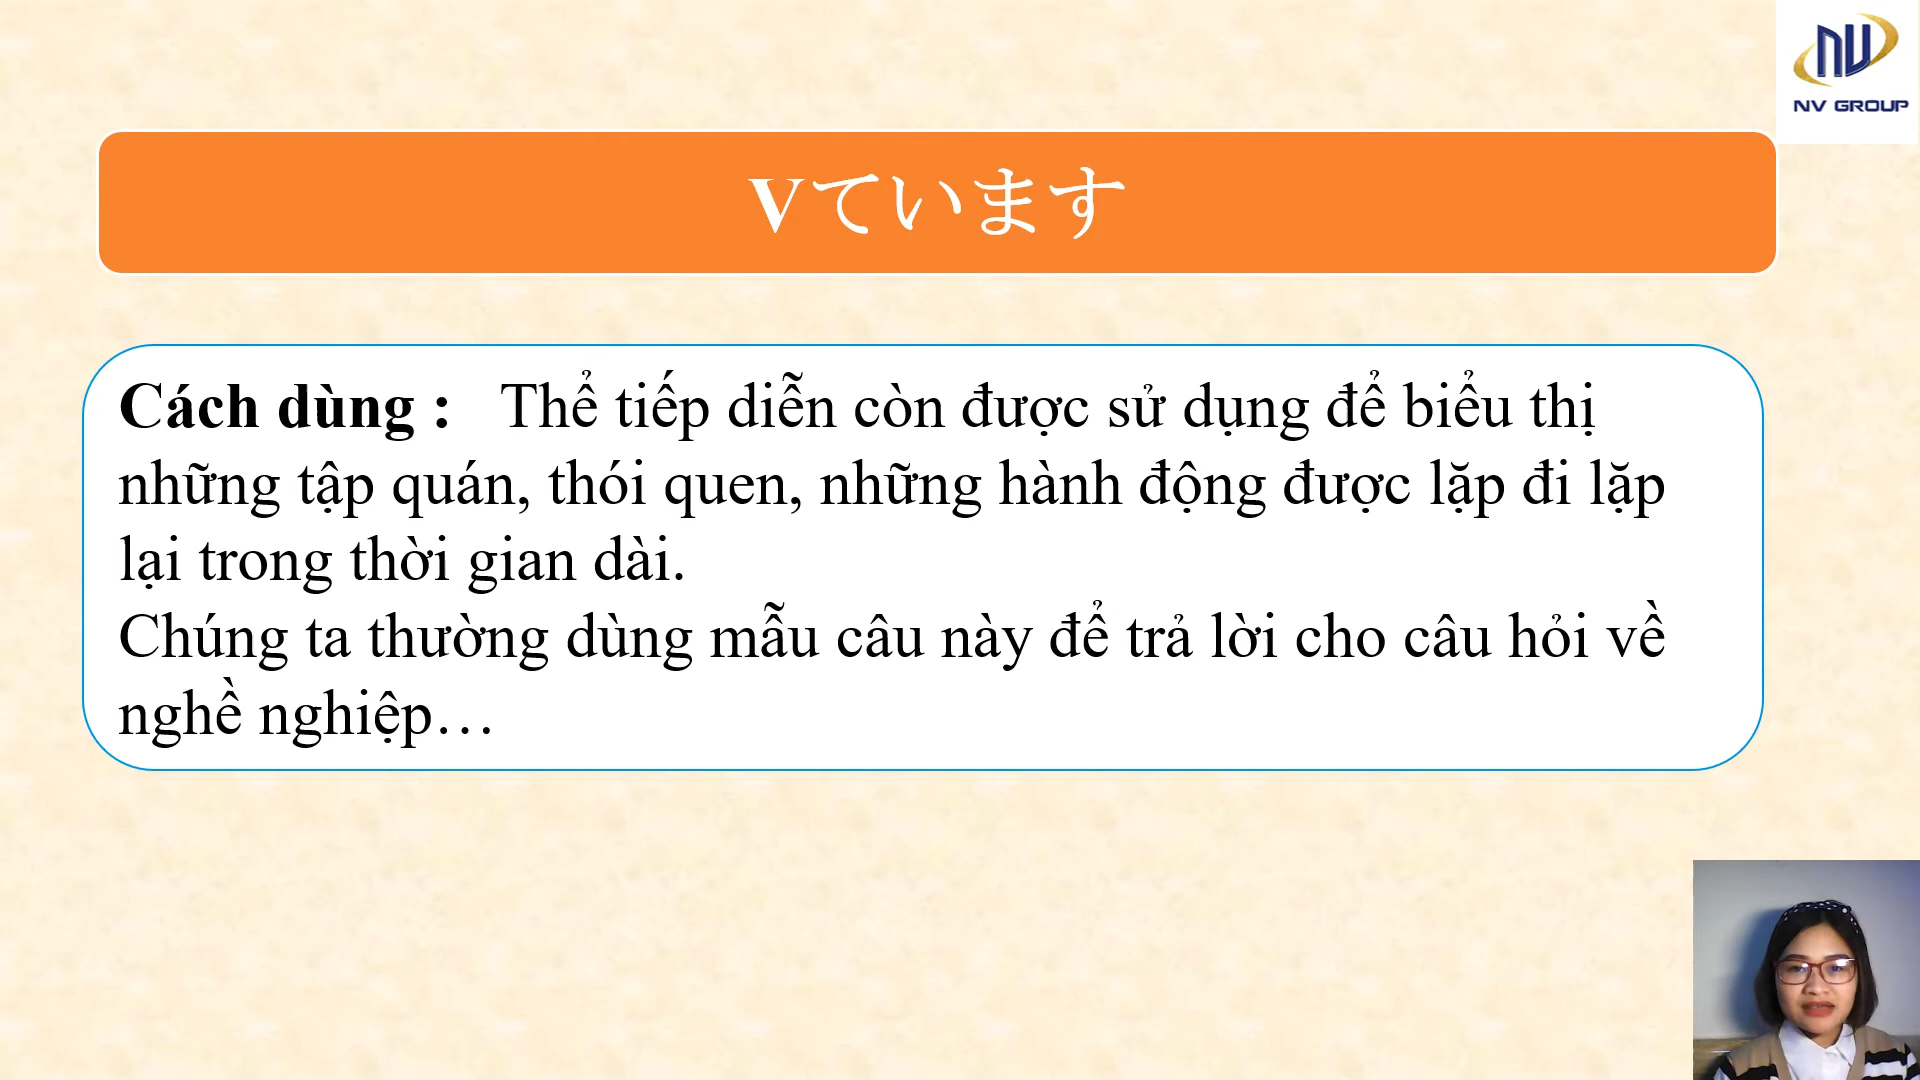 NV GROUP
Vています
Cách dùng : Thể tiếp diễn còn được sử dụng để biểu thị
những tập quán, thói quen, những hành động được lặp đi lặp
lại trong thời gian dài.
Chúng ta thường dùng mẫu câu này để trả lời cho câu hỏi về
nghề nghiệp…